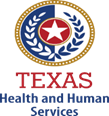 TEXAS
Health and Human
Services